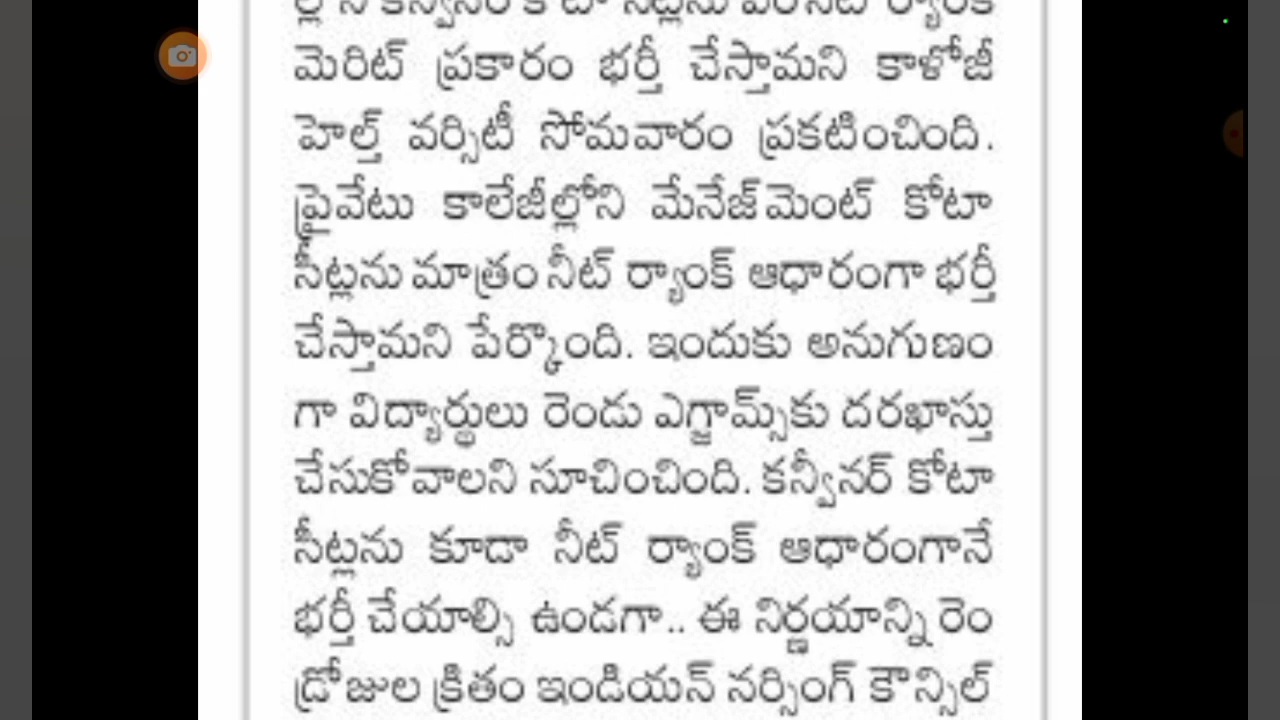 మెరిట్ ప్రకారం భర్తీ చేస్తామని కాళోజీ
హెల్త్ వర్సిటీ సోమవారం ప్రకటించింది.
ప్రైవేటు కాలేజీల్లోని మేనేజ్‌మెంట్ కోటా
సీట్లను మాత్రం నీట్ ర్యాంక్ ఆధారంగా భర్తీ
చేస్తామని పేర్కొంది. ఇందుకు అనుగుణం
గా విద్యార్థులు రెండు ఎగ్జామ్స్‌కు దరఖాస్తు
చేసుకోవాలని సూచించింది. కన్వీనర్ కోటా
సీట్లను కూడా నీట్ ర్యాంక్ ఆధారంగానే
భర్తీ చేయాల్సి ఉండగా.. ఈ నిర్ణయాన్ని రెం
డ్రోజుల క్రితం ఇండియన్ నర్సింగ్ కౌన్సిల్